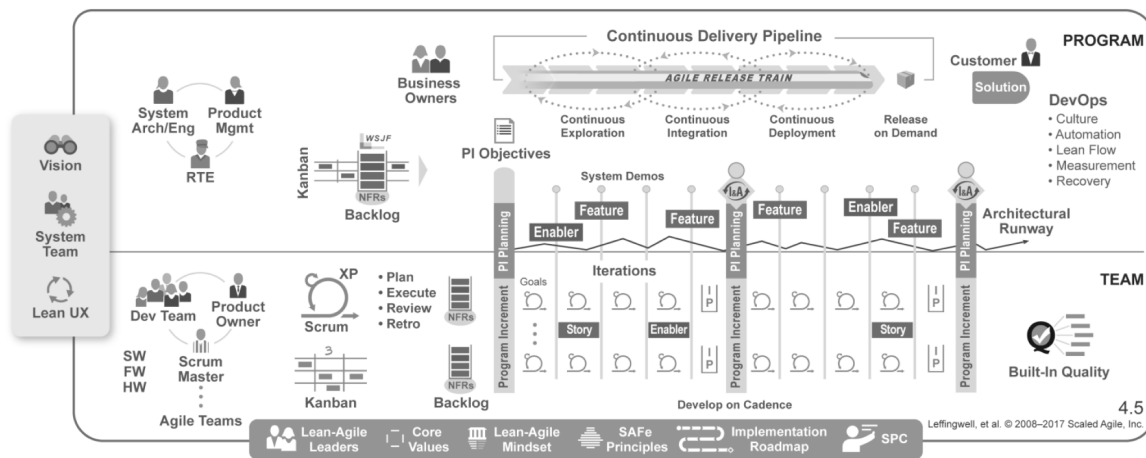 Continuous Delivery Pipeline
PROGRAM
AGILE RELEASE TRAIN
Continuous
Exploration
Continuous
Integration
Continuous
Deployment
Release
on Demand
Customer
Solution
DevOps
• Culture
• Automation
• Lean Flow
• Measurement
• Recovery
Business
Owners
System
Arch/Eng
Product
Mgmt
RTE
Vision
System
Team
Lean UX
Kanban
WSJF
NFRs
Backlog
PI Objectives
System Demos
I&A
I&A
PI Planning
PI Planning
PI Planning
Enabler
Feature
Feature
Feature
Enabler
Feature
Architectural
Runway
TEAM
Dev Team
Product
Owner
Scrum
Master
SW
FW
HW
Agile Teams
XP
Scrum
• Plan
• Execute
• Review
• Retro
3
Kanban
NFRs
NFRs
Backlog
Program Increment
Program Increment
Program Increment
Iterations
Goals
Story
Enabler
Story
I
P
I
P
I
P
I
P
Develop on Cadence
Q
Built-In Quality
4.5
Leffingwell, et al. © 2008–2017 Scaled Agile, Inc.
Lean-Agile
Leaders
Core
Values
Lean-Agile
Mindset
SAFe
Principles
Implementation
Roadmap
SPC